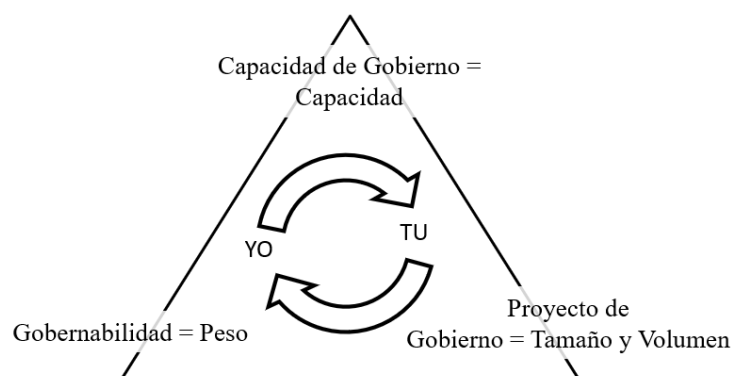 Capacidad de Gobierno =
Capacidad
YO
TU
Gobernabilidad = Peso
Proyecto de
Gobierno = Tamaño y Volumen